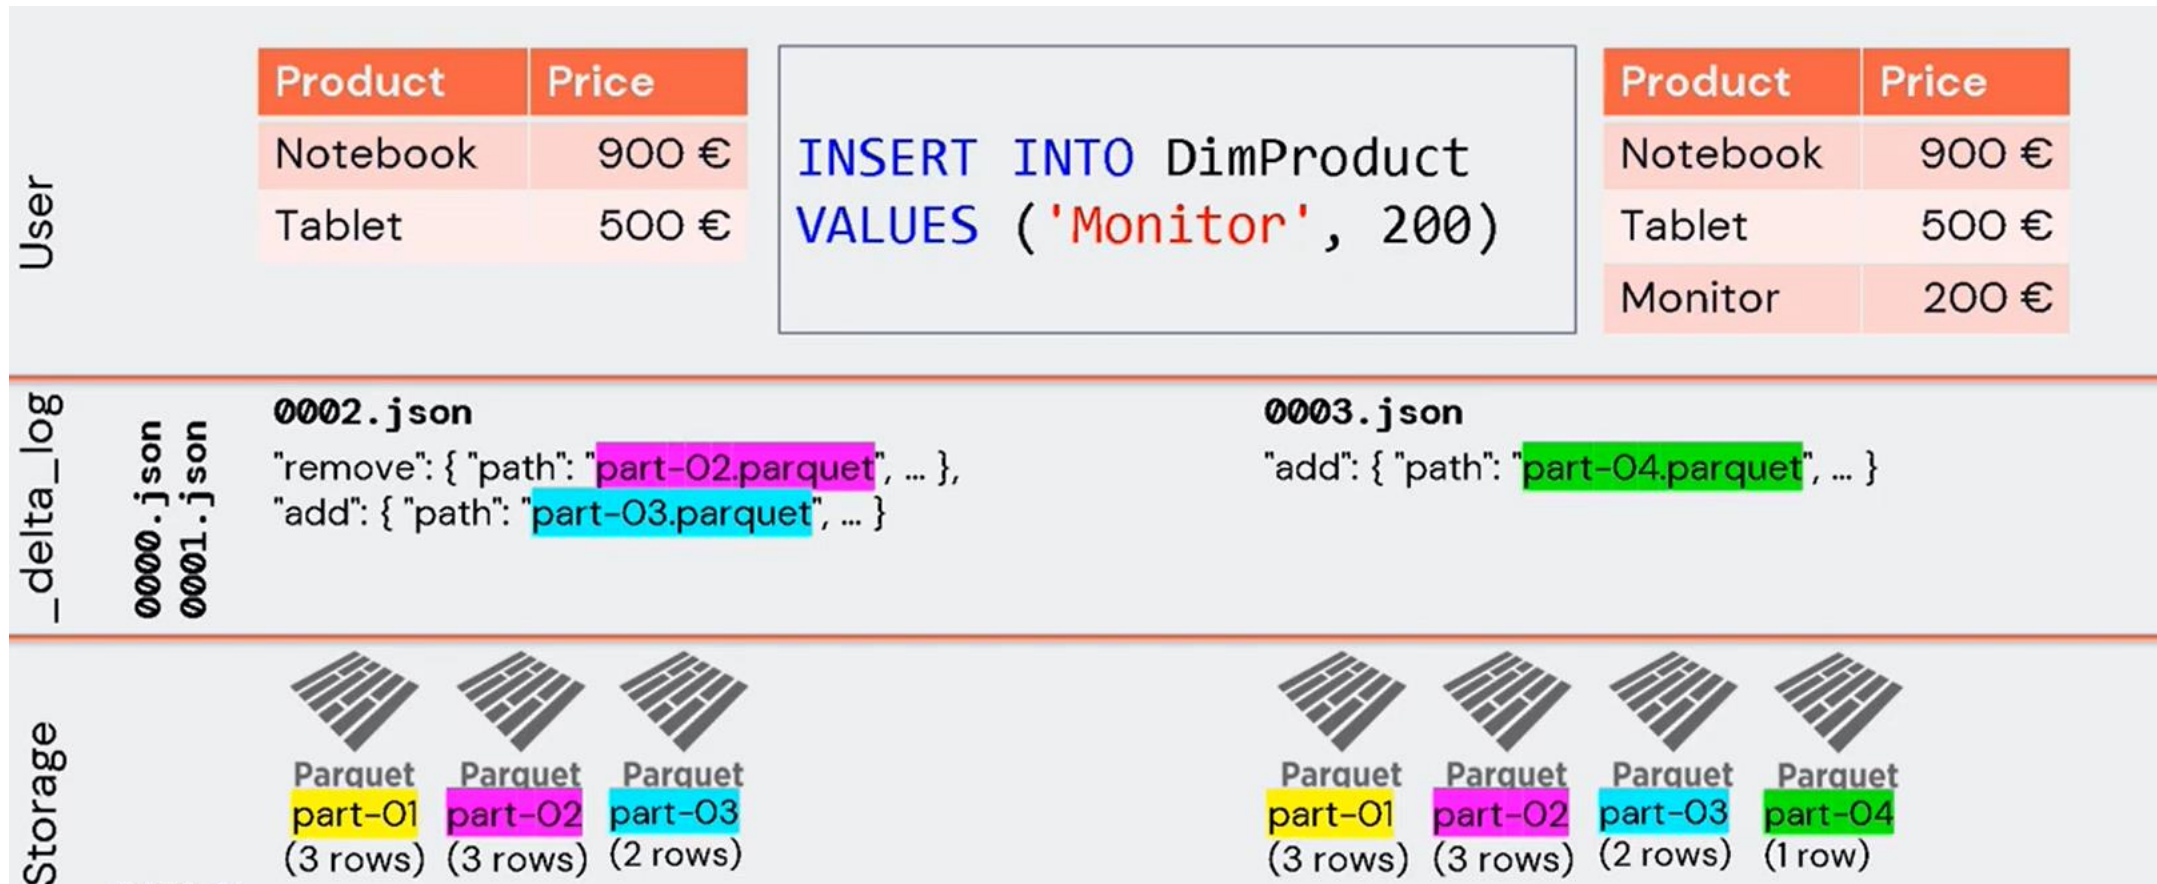 User
Product Price
Notebook 900 €
Tablet 500 €
INSERT INTO DimProduct
VALUES ('Monitor', 200)
Product Price
Notebook 900 €
Tablet 500 €
Monitor 200 €
_delta_log
0000.json
0001.json
0002.json
"remove": { "path": "part-02.parquet", ... },
"add": { "path": "part-03.parquet", ... }
0003.json
"add": { "path": "part-04.parquet", ... }
Storage
Parquet Parquet Parquet
part-01 part-02 part-03
(3 rows) (3 rows) (2 rows)
Parquet Parquet Parquet Parquet
part-01 part-02 part-03 part-04
(3 rows) (3 rows) (2 rows) (1 row)